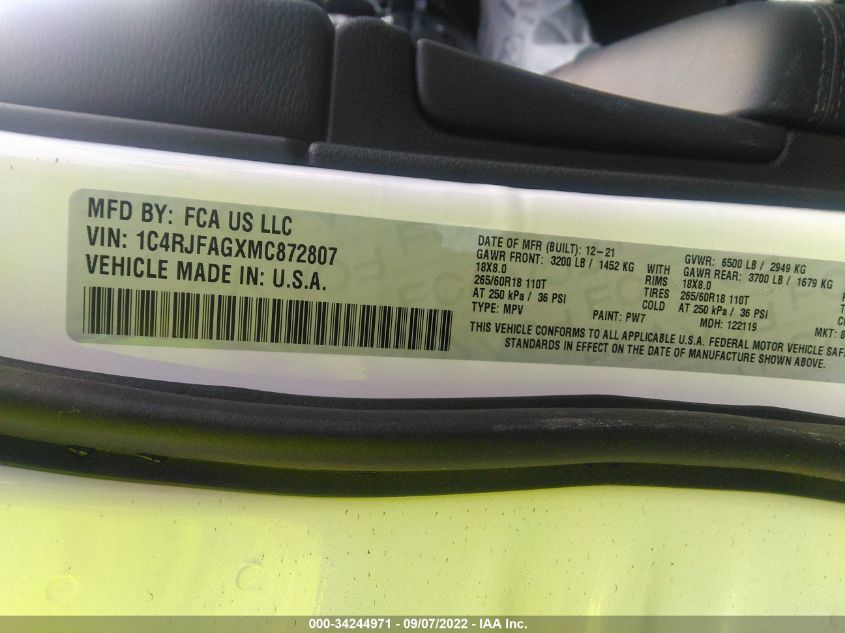 MFD BY: FCA US LLC
VIN: 1C4RJFAGXMC872807
VEHICLE MADE IN: U.S.A.
DATE OF MFR (BUILT): 12-21 GVWR: 6500 LB / 2949 KG
GAWR FRONT: 3200 LB / 1452 KG WITH GAWR REAR: 3700 LB / 1679 KG
18X8.0 RIMS 18X8.0
265/60R18 110T TIRES 265/60R18 110T
AT 250 kPa / 36 PSI COLD AT 250 kPa / 36 PSI
TYPE: MPV PAINT: PW7 MDH: 122119 MKT:
THIS VEHICLE CONFORMS TO ALL APPLICABLE U.S.A. FEDERAL MOTOR VEHICLE
STANDARDS IN EFFECT ON THE DATE OF MANUFACTURE SHOWN ABOVE.
000-34244971 - 09/07/2022 - IAA Inc.